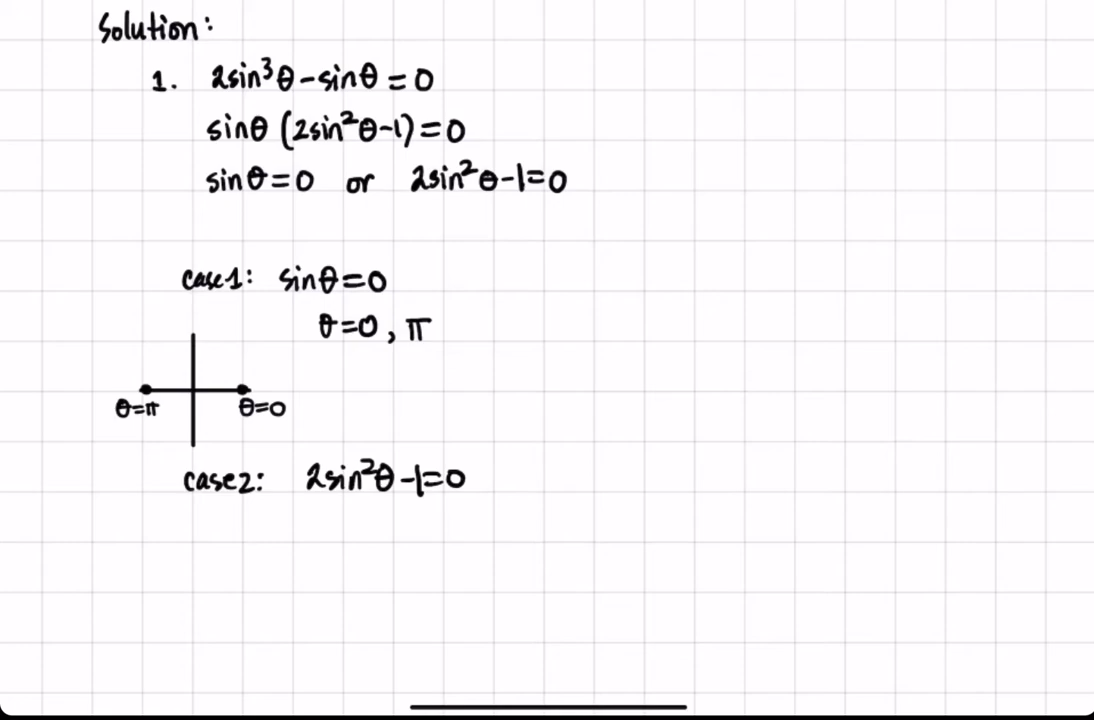 Solution:
1. 2sin³θ-sinθ=0
sinθ (2sin²θ-1)=0
sinθ=0 or 2sin²θ-1=0
case1: sinθ=0
θ=0, π
θ=π θ=0
case2: 2sin²θ-1=0